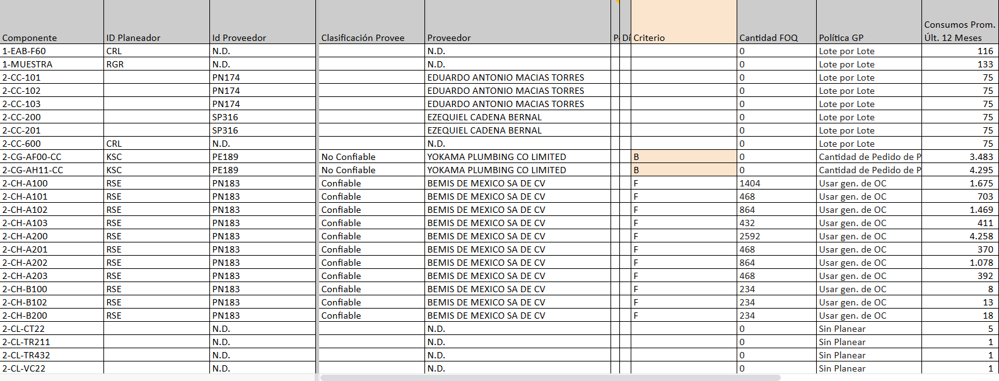 Consumos Prom.
Componente ID Planeador Id Proveedor Clasificación Provee Proveedor Criterio Cantidad FOQ Política GP Últ. 12 Meses
1-EAB-F60 CRL N.D. N.D. 0 Lote por Lote 116
1-MUESTRA RGR N.D. N.D. 0 Lote por Lote 133
2-CC-101 PN174 EDUARDO ANTONIO MACIAS TORRES 0 Lote por Lote 75
2-CC-102 PN174 EDUARDO ANTONIO MACIAS TORRES 0 Lote por Lote 75
2-CC-103 PN174 EDUARDO ANTONIO MACIAS TORRES 0 Lote por Lote 75
2-CC-200 SP316 EZEQUIEL CADENA BERNAL 0 Lote por Lote 75
2-CC-201 SP316 EZEQUIEL CADENA BERNAL 0 Lote por Lote 75
2-CC-600 CRL N.D. N.D. 0 Lote por Lote 75
2-CG-AF00-CC KSC PE189 No Confiable YOKAMA PLUMBING CO LIMITED B 0 Cantidad de Pedido de P 3.483
2-CG-AH11-CC KSC PE189 No Confiable YOKAMA PLUMBING CO LIMITED B 0 Cantidad de Pedido de P 4.295
2-CH-A100 RSE PN183 Confiable BEMIS DE MEXICO SA DE CV F 1404 Usar gen. de OC 1.675
2-CH-A101 RSE PN183 Confiable BEMIS DE MEXICO SA DE CV F 468 Usar gen. de OC 703
2-CH-A102 RSE PN183 Confiable BEMIS DE MEXICO SA DE CV F 864 Usar gen. de OC 1.469
2-CH-A103 RSE PN183 Confiable BEMIS DE MEXICO SA DE CV F 432 Usar gen. de OC 411
2-CH-A200 RSE PN183 Confiable BEMIS DE MEXICO SA DE CV F 2592 Usar gen. de OC 4.258
2-CH-A201 RSE PN183 Confiable BEMIS DE MEXICO SA DE CV F 468 Usar gen. de OC 370
2-CH-A202 RSE PN183 Confiable BEMIS DE MEXICO SA DE CV F 864 Usar gen. de OC 1.078
2-CH-A203 RSE PN183 Confiable BEMIS DE MEXICO SA DE CV F 468 Usar gen. de OC 392
2-CH-B100 RSE PN183 Confiable BEMIS DE MEXICO SA DE CV F 234 Usar gen. de OC 8
2-CH-B102 RSE PN183 Confiable BEMIS DE MEXICO SA DE CV F 234 Usar gen. de OC 13
2-CH-B200 RSE PN183 Confiable BEMIS DE MEXICO SA DE CV F 234 Usar gen. de OC 18
2-CL-CT22 N.D. N.D. 0 Sin Planear 5
2-CL-TR211 N.D. N.D. 0 Sin Planear 1
2-CL-TR432 N.D. N.D. 0 Sin Planear 1
2-CL-VC22 N.D. N.D. 0 Sin Planear 1